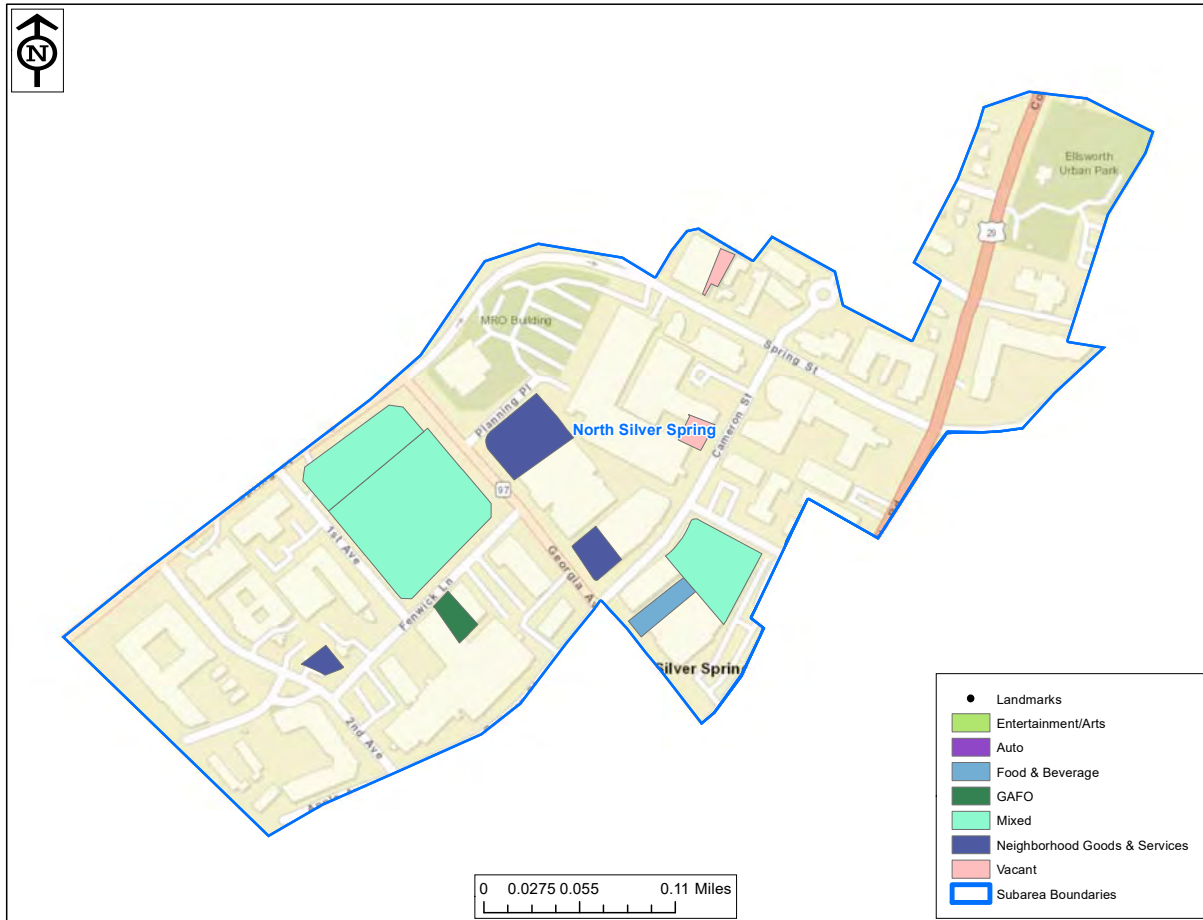 N
Ellsworth
Urban Park
29
MRO Building
Spring St
Planning Pl
North Silver Spring
Cameron St
97
1st Ave
Georgia A
Fenwick Ln
Silver Spring
2nd Ave
Landmarks
Entertainment/Arts
Auto
Food & Beverage
GAFO
Mixed
Neighborhood Goods & Services
Vacant
Subarea Boundaries
0 0.0275 0.055 0.11 Miles